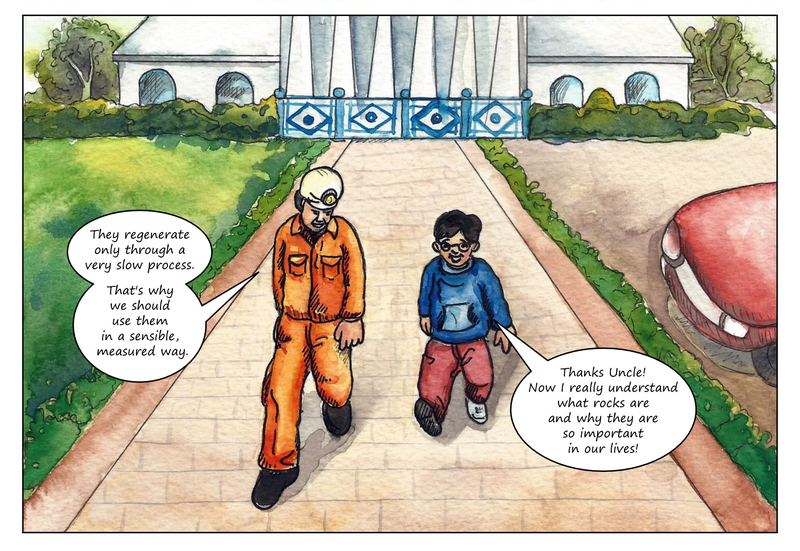 They regenerate
only through a
very slow process.
That's why
we should
use them
in a sensible,
measured way.
Thanks Uncle!
Now I really understand
what rocks are
and why they are
so important
in our lives!